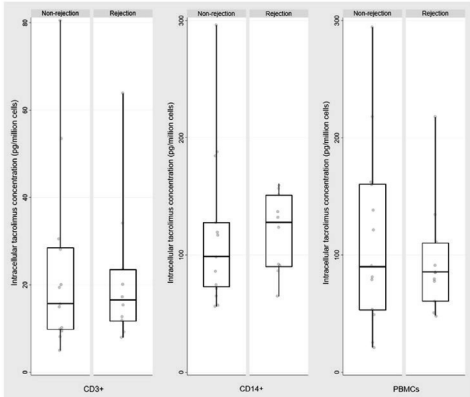 Non-rejection Rejection
Intracellular tacrolimus concentration (pg/million cells)
80
60
40
20
0
CD3+
Non-rejection Rejection
Intracellular tacrolimus concentration (pg/million cells)
300
200
100
0
CD14+
Non-rejection Rejection
Intracellular tacrolimus concentration (pg/million cells)
300
200
100
0
PBMCs